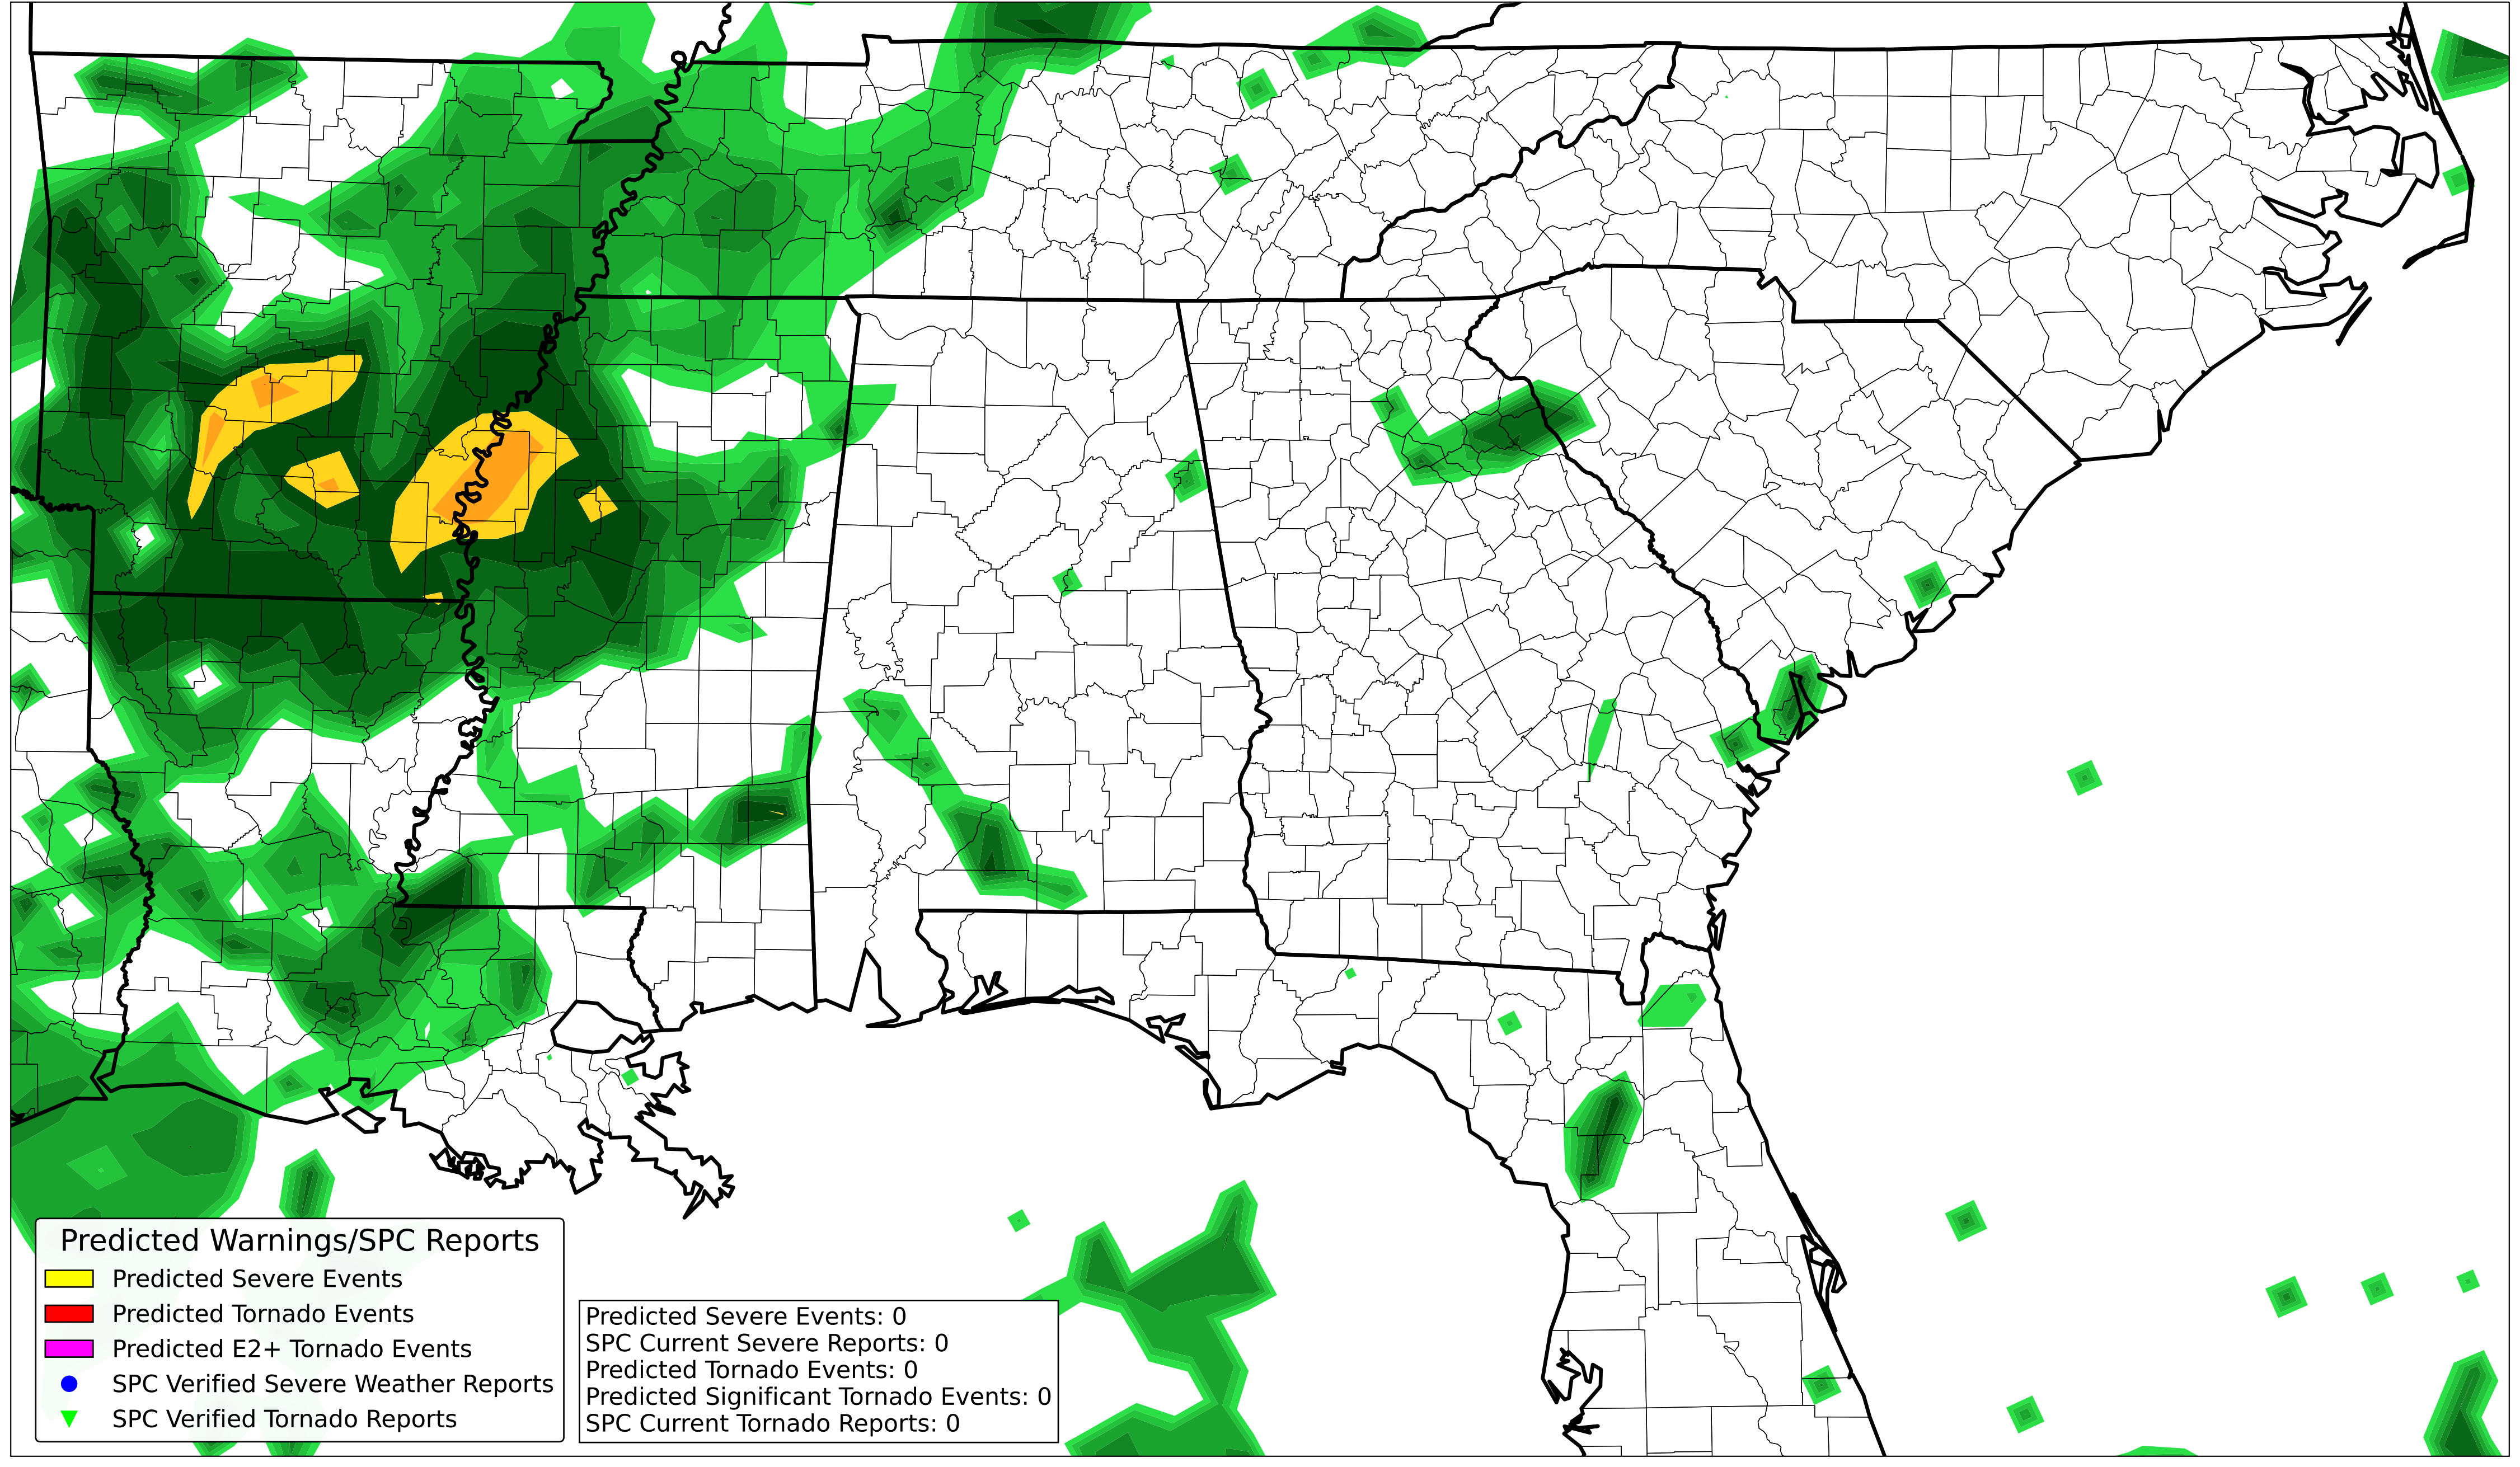 Predicted Warnings/SPC Reports
Predicted Severe Events
Predicted Tornado Events
Predicted E2+ Tornado Events
SPC Verified Severe Weather Reports
SPC Verified Tornado Reports
Predicted Severe Events: 0
SPC Current Severe Reports: 0
Predicted Tornado Events: 0
Predicted Significant Tornado Events: 0
SPC Current Tornado Reports: 0